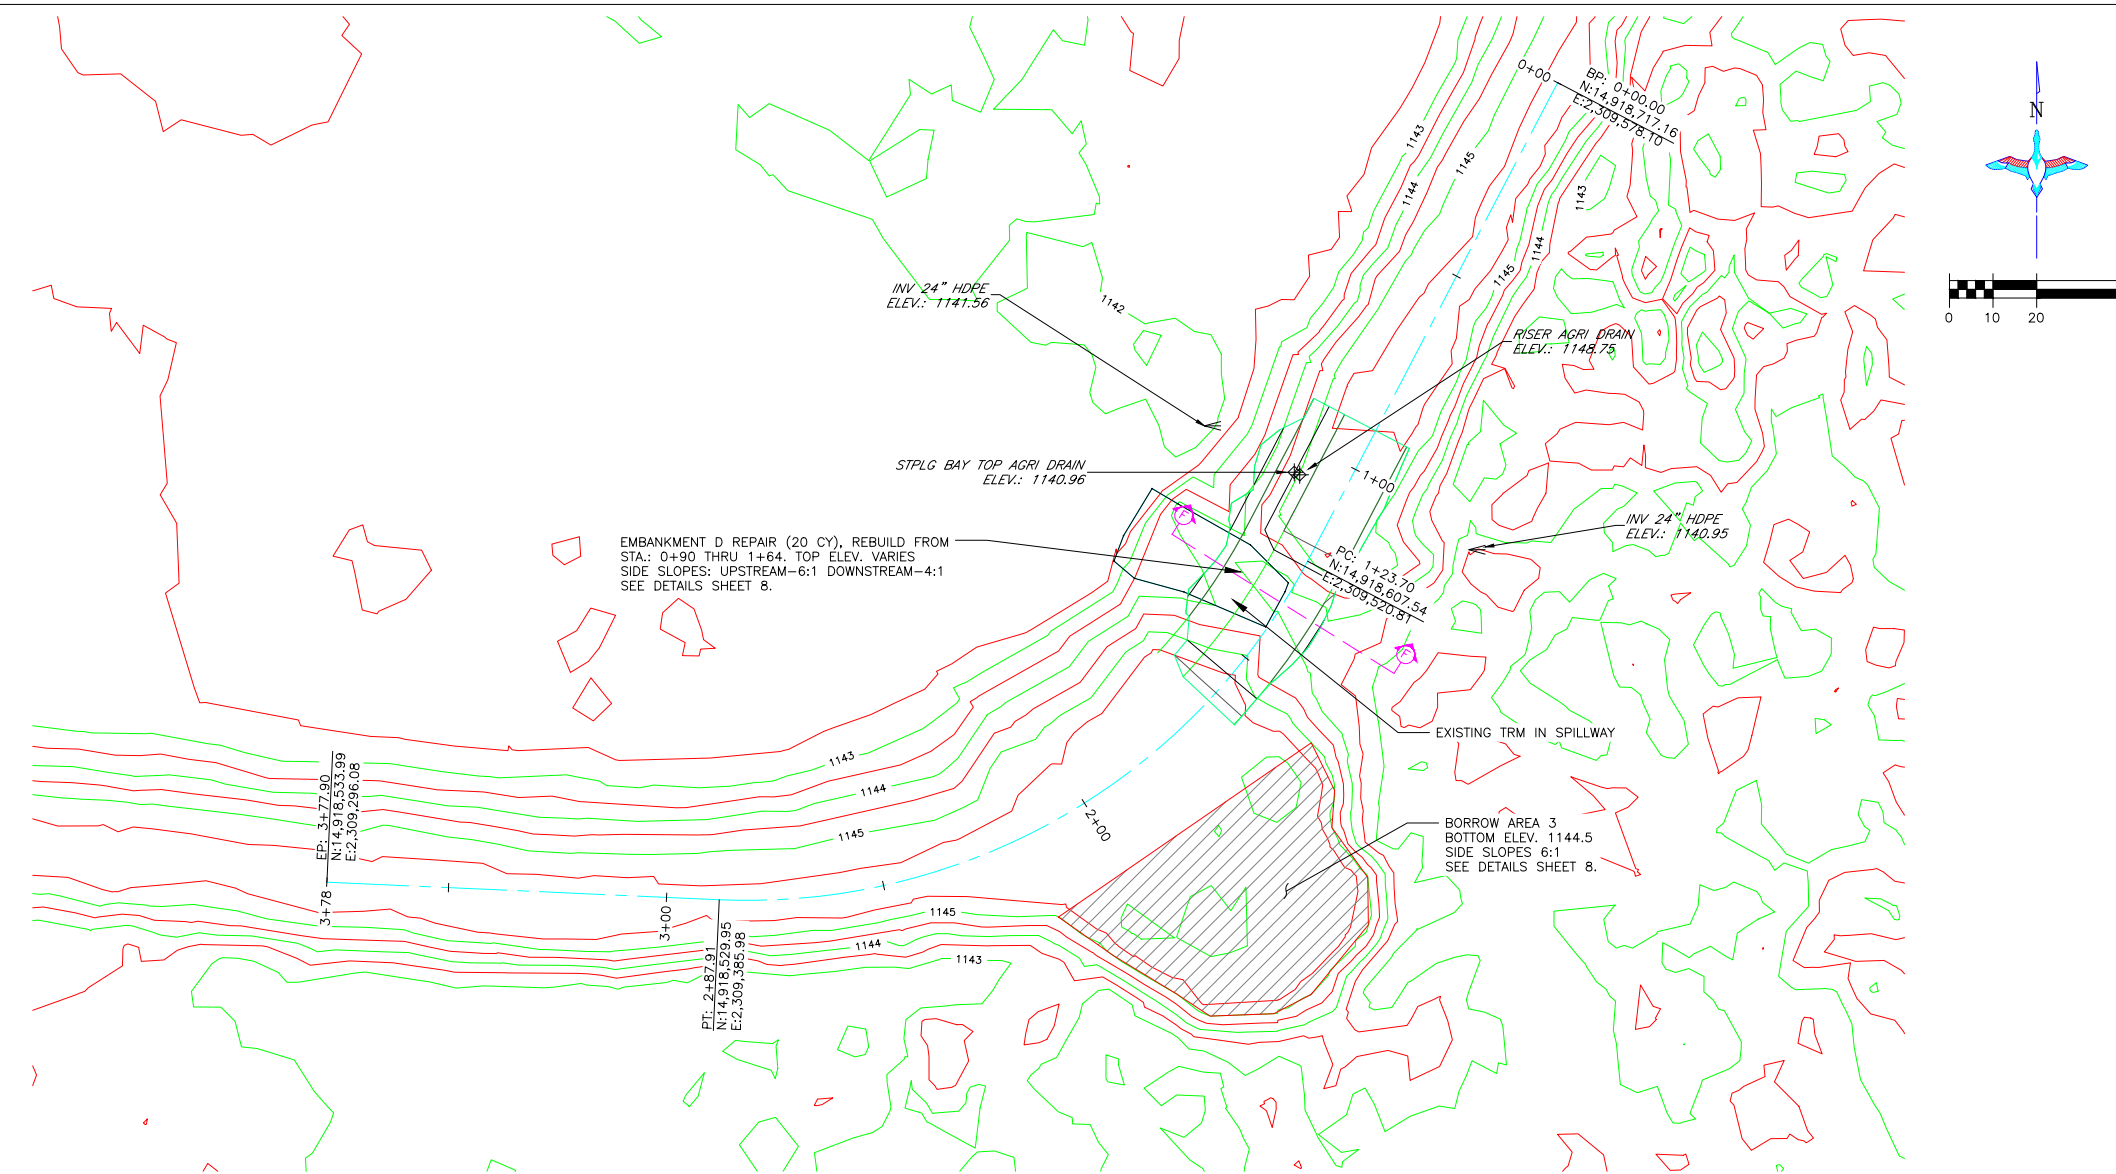 0+00
BP: 0+00.00
N:14,918,717.16
E:2,309,578.10
N
0 10 20
1143
1145
1144
1143
1144
1145
INV 24" HDPE
ELEV.: 1141.56
1142
RISER AGRI DRAIN
ELEV.: 1148.75
STPLG BAY TOP AGRI DRAIN
ELEV.: 1140.96
1+00
INV 24" HDPE
ELEV.: 1140.95
F
EMBANKMENT D REPAIR (20 CY), REBUILD FROM
STA.: 0+90 THRU 1+64. TOP ELEV. VARIES
SIDE SLOPES: UPSTREAM-6:1 DOWNSTREAM-4:1
SEE DETAILS SHEET 8.
PC: 1+23.70
N:14,918,607.54
E:2,309,520.81
F
EXISTING TRM IN SPILLWAY
1143
1144
1145
2+00
EP: 3+77.90
N:14,918,533.99
E:2,309,296.08
BORROW AREA 3
BOTTOM ELEV. 1144.5
SIDE SLOPES 6:1
SEE DETAILS SHEET 8.
3+78
3+00
1145
1144
1143
PT: 2+87.91
N:14,918,529.95
E:2,309,385.98